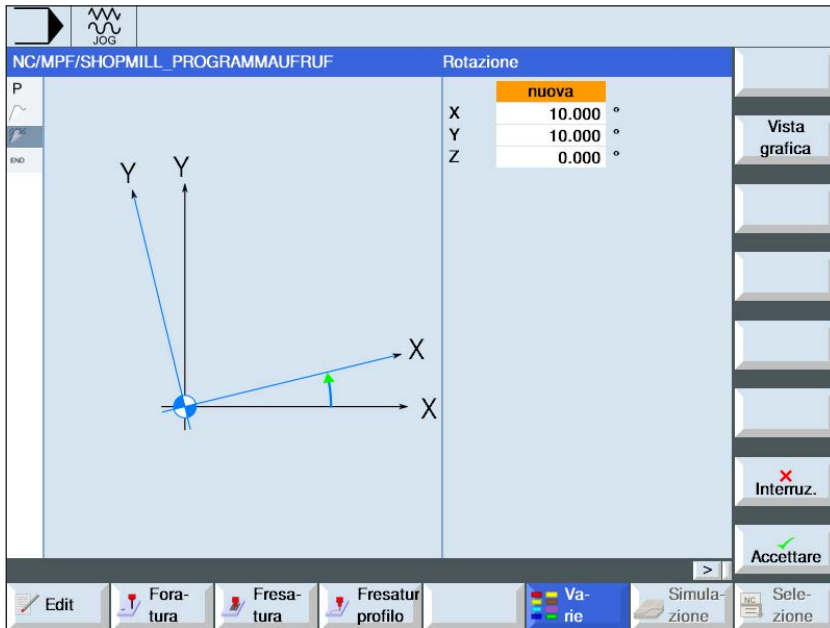 JOG
NC/MPF/SHOPMILL_PROGRAMMAUFRUF
Rotazione
P
END
nuova
X 10.000 °
Y 10.000 °
Z 0.000 °
Y Y
X
X
Vista
grafica
Interruz.
Accettare
>
Edit
Fora-
tura
Fresa-
tura
Fresatur
profilo
Va-
rie
Simula-
zione
NC
Sele-
zione